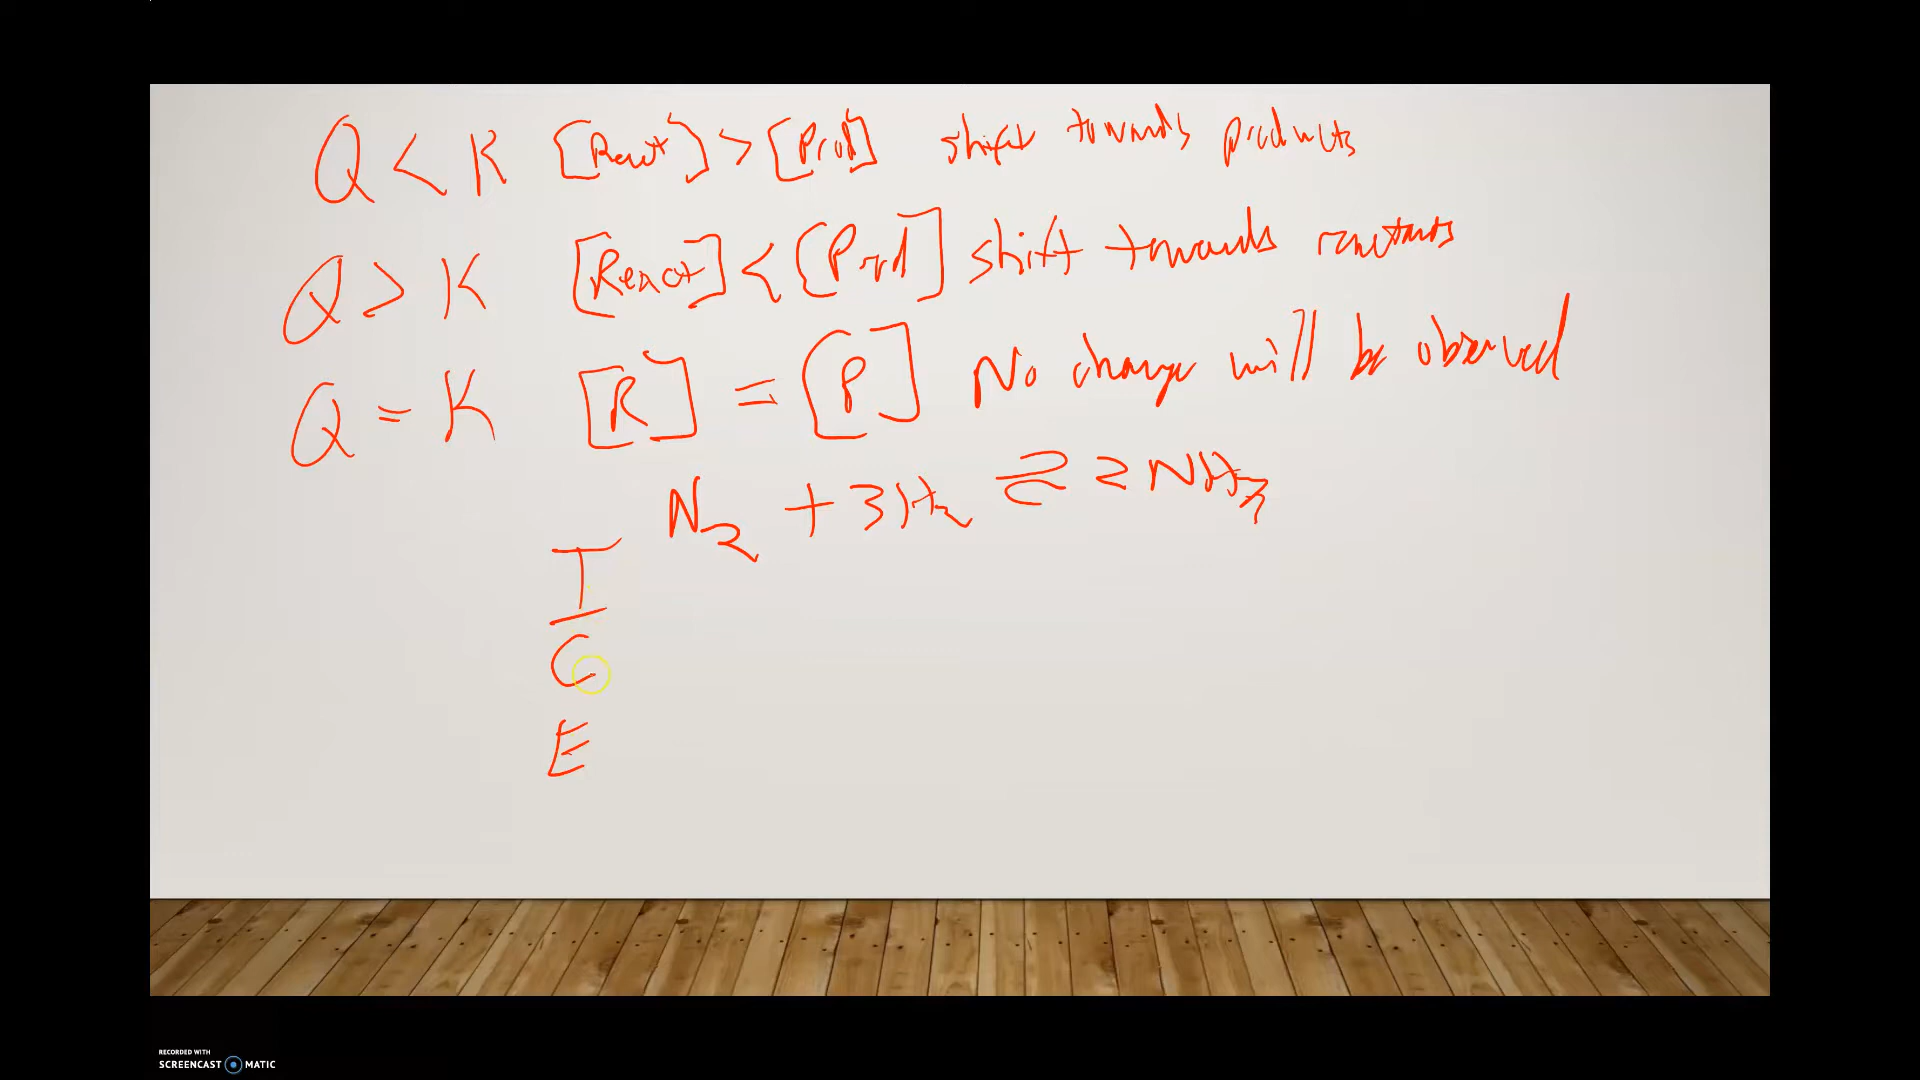 Q < K [React] > [Prod] shift towards products
Q > K [React] < [Prod] shift towards reactants
Q = K [R] = [P] No change will be observed
N₂ + 3H₂ ⇌ 2NH₃
I
C
E
RECORDED WITH
SCREENCAST MATIC